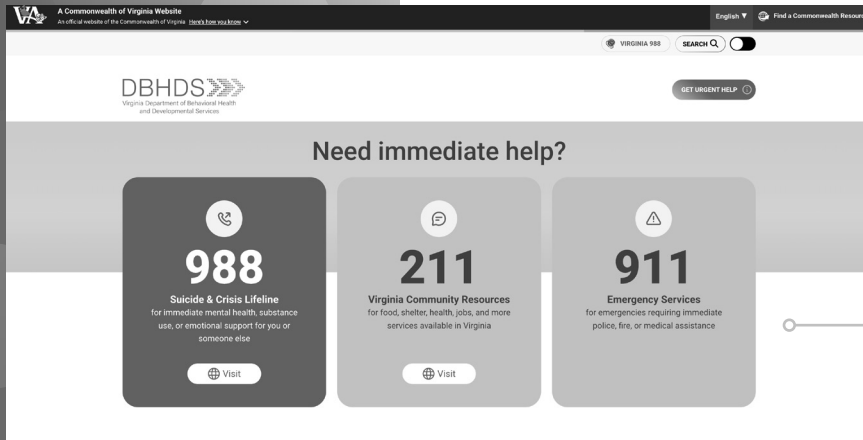 VA
A Commonwealth of Virginia Website
An official website of the Commonwealth of Virginia Here's how you know
English
Find a Commonwealth Resour
VIRGINIA 988
SEARCH
DBHDS
Virginia Department of Behavioral Health
and Developmental Services
GET URGENT HELP
Need immediate help?
988
Suicide & Crisis Lifeline
for immediate mental health, substance
use, or emotional support for you or
someone else
Visit
211
Virginia Community Resources
for food, shelter, health, jobs, and more
services available in Virginia
Visit
911
Emergency Services
for emergencies requiring immediate
police, fire, or medical assistance